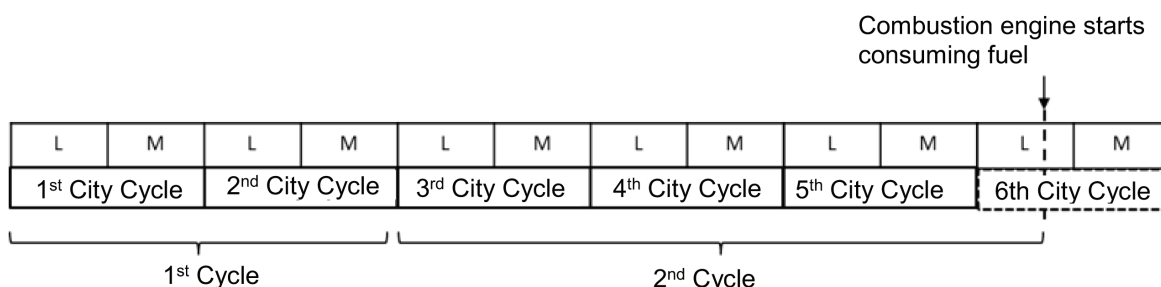 Combustion engine starts
consuming fuel
L M L M L M L M L M L M
1st City Cycle 2nd City Cycle 3rd City Cycle 4th City Cycle 5th City Cycle 6th City Cycle
1st Cycle 2nd Cycle